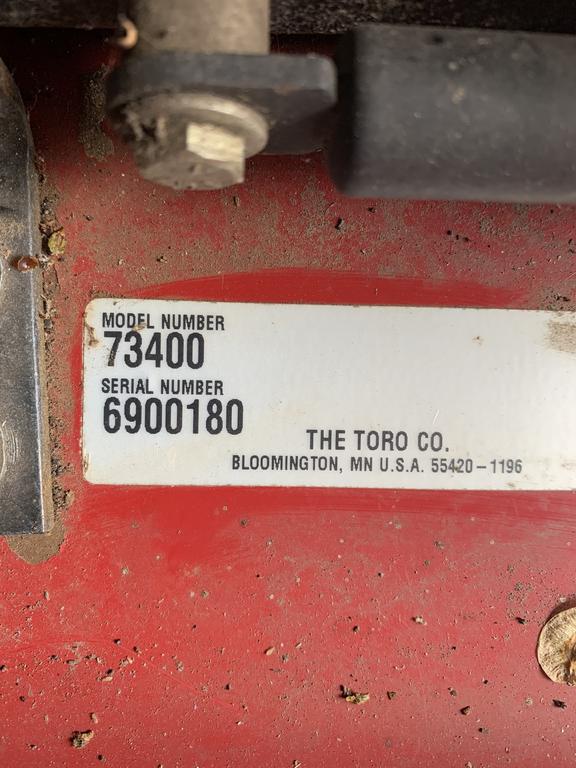 MODEL NUMBER
73400
SERIAL NUMBER
6900180
THE TORO CO.
BLOOMINGTON, MN U.S.A. 55420-1196